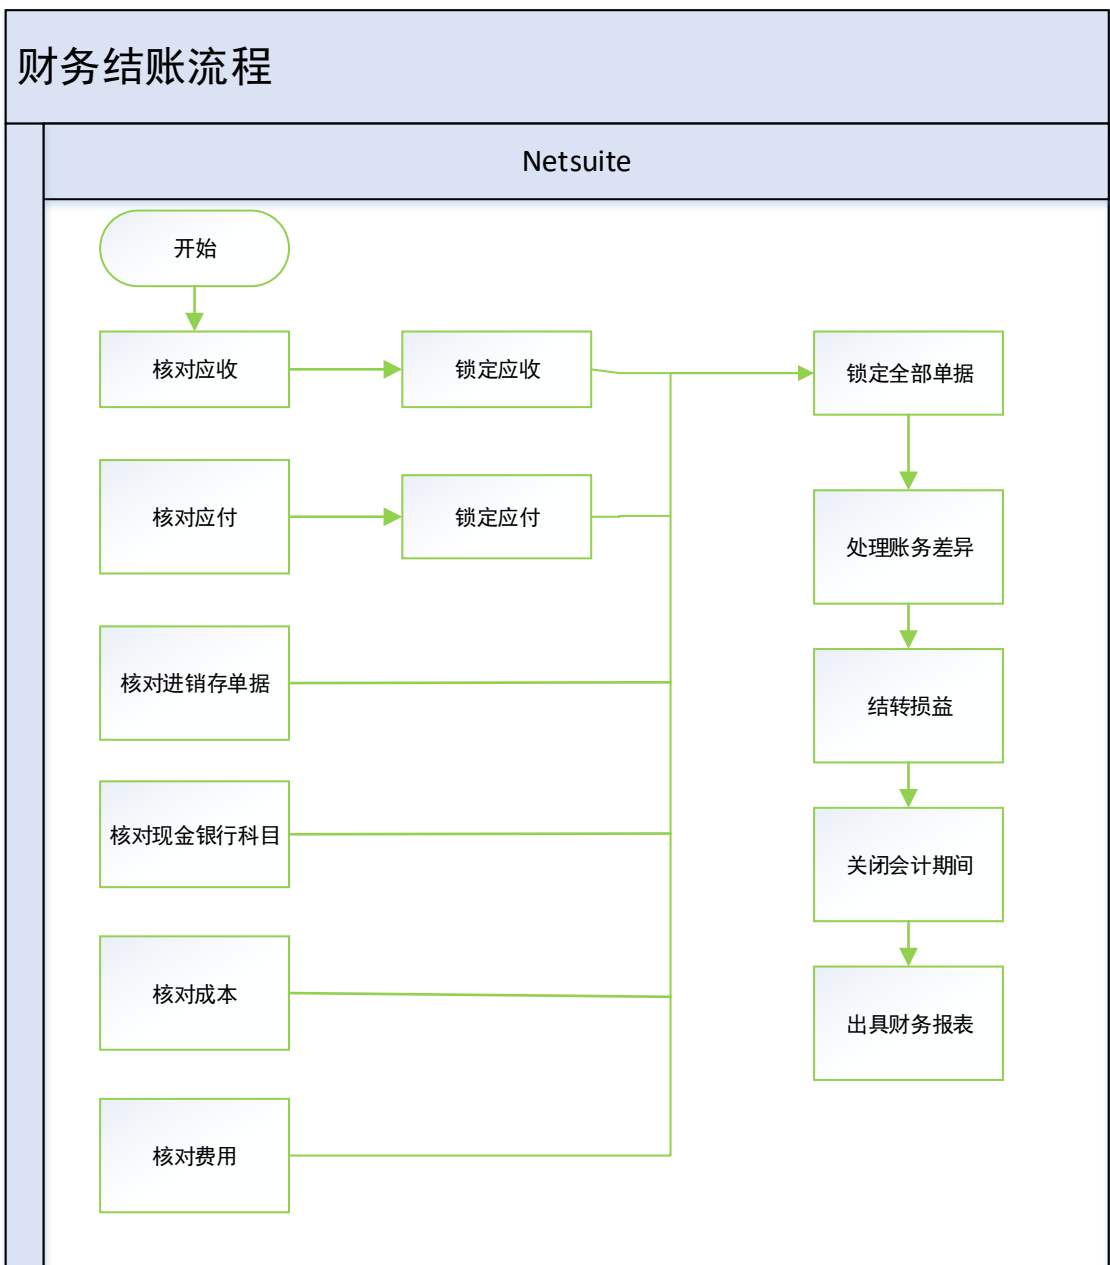 财务结账流程
Netsuite
开始
核对应收
锁定应收
锁定全部单据
核对应付
锁定应付
处理账务差异
核对进销存单据
结转损益
核对现金银行科目
关闭会计期间
核对成本
出具财务报表
核对费用